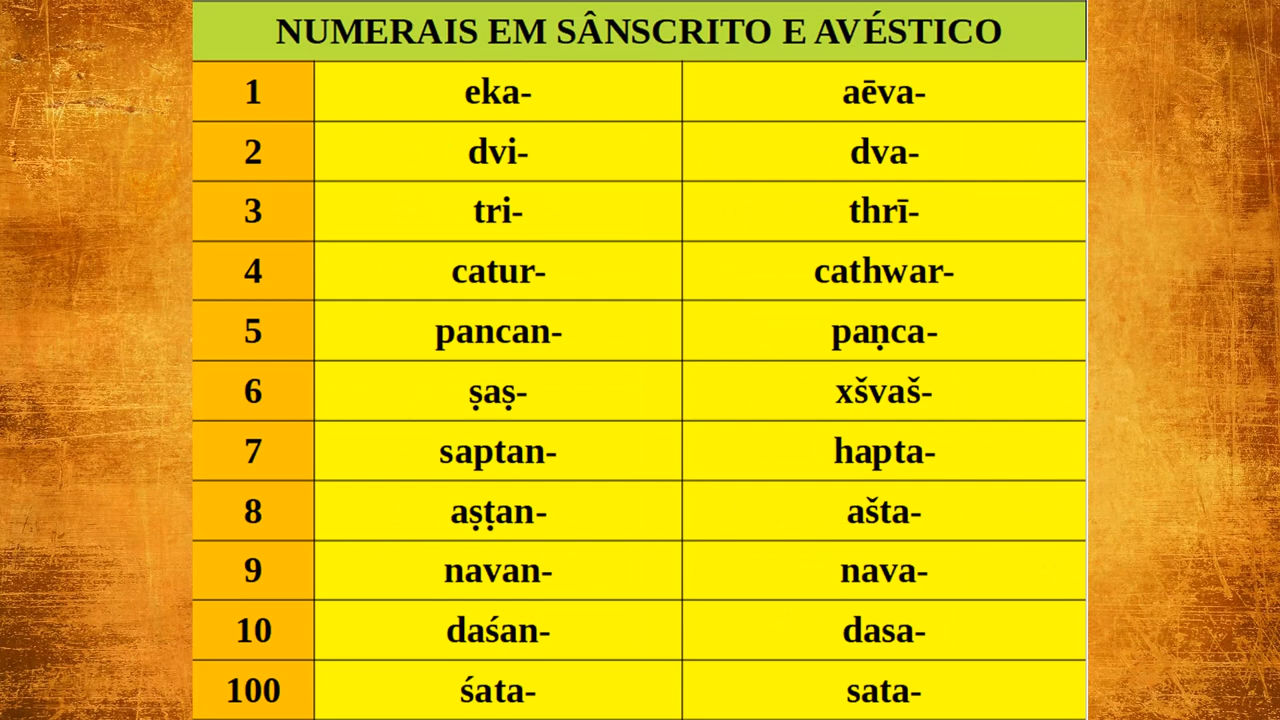 NUMERAIS EM SÂNSCRITO E AVÉSTICO
1 eka- aēva-
2 dvi- dva-
3 tri- thrī-
4 catur- cathwar-
5 pancan- paṇca-
6 ṣaṣ- xšvaš-
7 saptan- hapta-
8 aṣṭan- ašta-
9 navan- nava-
10 daśan- dasa-
100 śata- sata-